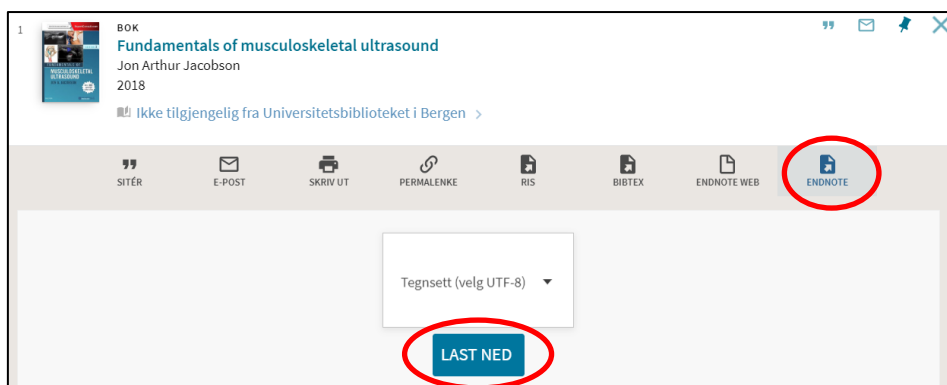 1
BOK
Fundamentals of musculoskeletal ultrasound
Jon Arthur Jacobson
2018
Ikke tilgjengelig fra Universitetsbiblioteket i Bergen
SITÉR
E-POST
SKRIV UT
PERMALENKE
RIS
BIBTEX
ENDNOTE WEB
ENDNOTE
Tegnsett (velg UTF-8)
LAST NED